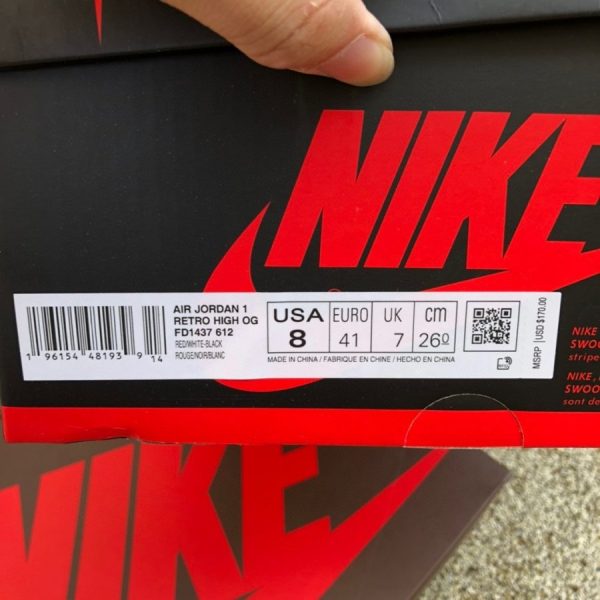 NIKE
AIR JORDAN 1
RETRO HIGH OG
FD1437 612
RED/WHITE-BLACK
ROUGE/NOIR/BLANC
1 96154 48193 9 14
USA EURO UK cm
8 41 7 26º
MADE IN CHINA / FABRIQUE EN CHINE / HECHO EN CHINA
MSRP USD $170.00
NIKE
SWOO
stripe
NIKE,
SWOO
sont de
NIKE